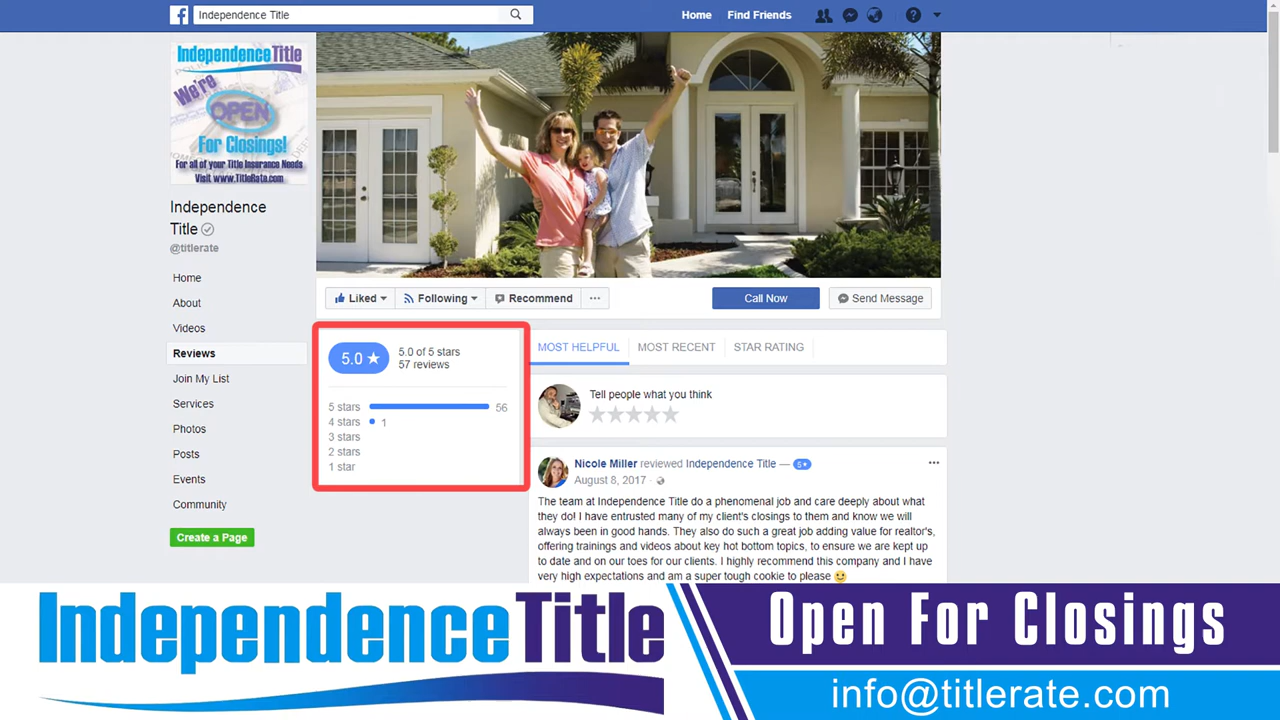 Independence Title
Home
Find Friends
Independence Title
We're
OPEN
For Closings!
For all of your Title Insurance Needs
Visit www.TitleRate.com
Independence
Title
@titlerate
Home
About
Videos
Reviews
Join My List
Services
Photos
Posts
Events
Community
Create a Page
Liked
Following
Recommend
Call Now
Send Message
5.0 ★
5.0 of 5 stars
57 reviews
5 stars 56
4 stars 1
3 stars
2 stars
1 star
MOST HELPFUL
MOST RECENT
STAR RATING
Tell people what you think
Nicole Miller reviewed Independence Title — 5★
August 8, 2017
The team at Independence Title do a phenomenal job and care deeply about what
they do! I have entrusted many of my client's closings to them and know we will
always been in good hands. They also do such a great job adding value for realtor's,
offering trainings and videos about key hot bottom topics, to ensure we are kept up
to date and on our toes for our clients. I highly recommend this company and I have
very high expectations and am a super tough cookie to please
Independence Title
Open For Closings
info@titlerate.com